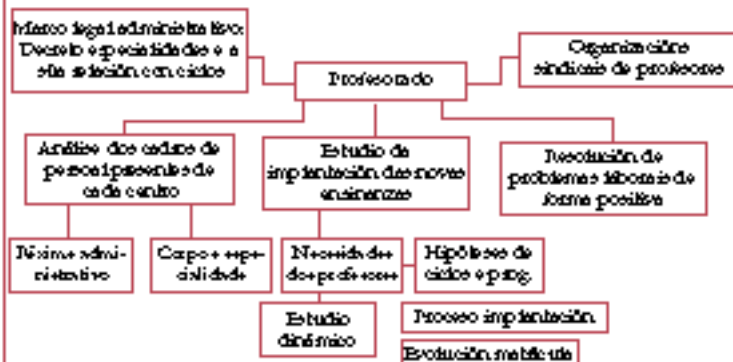 Marco legal administrativo:
Decreto especialidades e a
súa relación con ciclos
Organizacións
sindicais de profesores
Profesorado
Análise dos cadros de
persoal presentes de
cada centro
Estudio da
implantación das novas
ensinanzas
Resolución de
problemas laborais de
forma positiva
Réxime admi-
nistrativo
Corpo e espe-
cialidade
Necesidades
de profesores
Hipóteses de
ciclos e prog.
Estudio
dinámico
Proceso implantación
Evolución matrícula